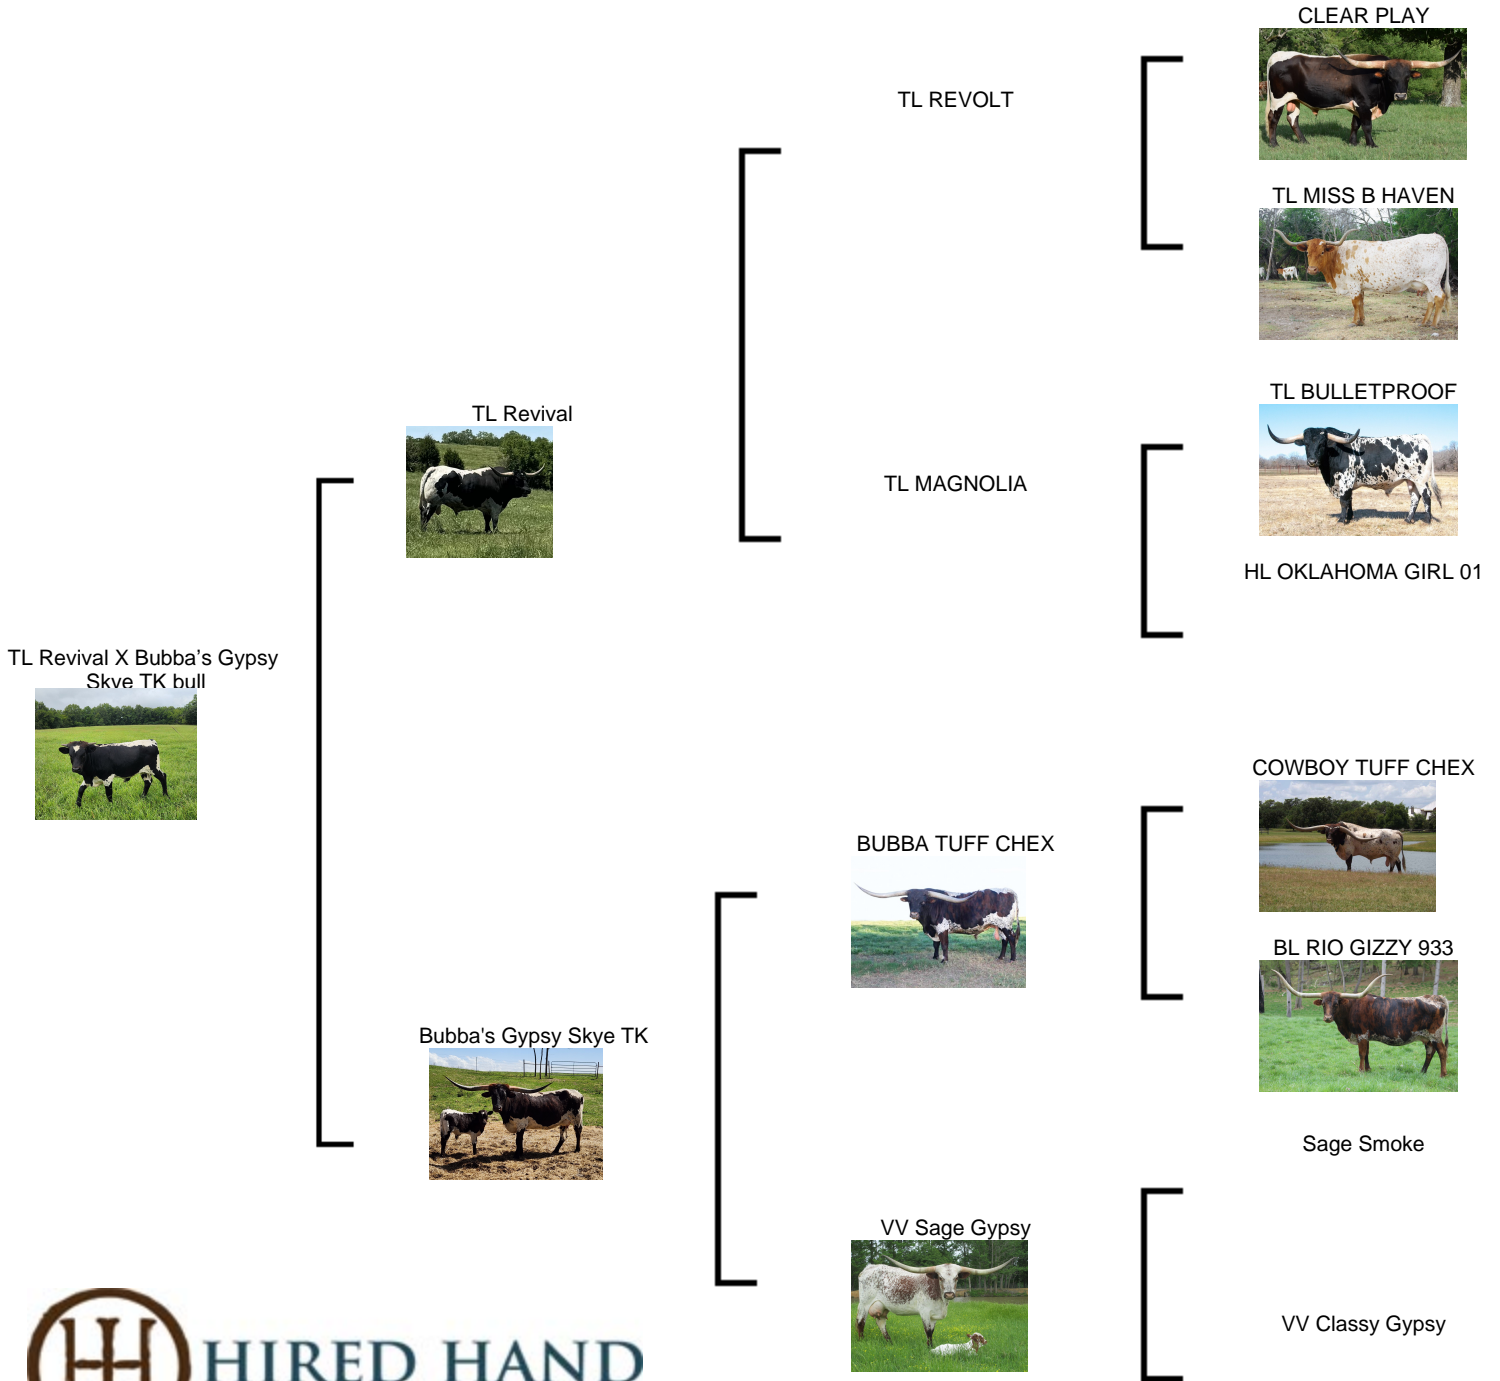 CLEAR PLAY
TL REVOLT
TL MISS B HAVEN
TL BULLETPROOF
TL Revival
TL MAGNOLIA
HL OKLAHOMA GIRL 01
TL Revival X Bubba’s Gypsy
Skye TK bull
COWBOY TUFF CHEX
BUBBA TUFF CHEX
BL RIO GIZZY 933
Bubba's Gypsy Skye TK
Sage Smoke
VV Sage Gypsy
VV Classy Gypsy
HIRED HAND